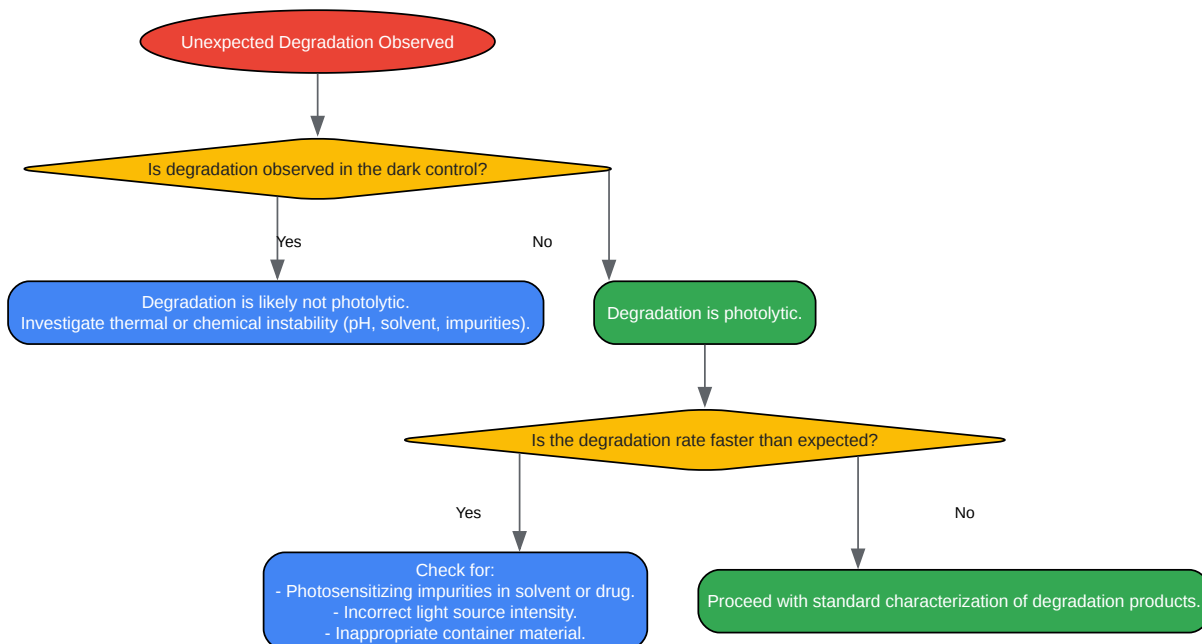 Unexpected Degradation Observed
Is degradation observed in the dark control?
Yes
No
Degradation is likely not photolytic.
Investigate thermal or chemical instability (pH, solvent, impurities).
Degradation is photolytic.
Is the degradation rate faster than expected?
Yes
No
Check for:
- Photosensitizing impurities in solvent or drug.
- Incorrect light source intensity.
- Inappropriate container material.
Proceed with standard characterization of degradation products.